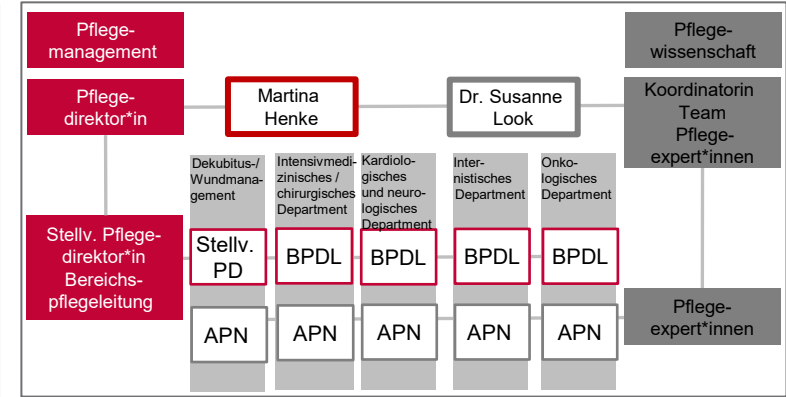 Pflege-
management
Pflege-
wissenschaft
Pflege-
direktor*in
Martina
Henke
Dr. Susanne
Look
Koordinatorin
Team
Pflege-
expert*innen
Dekubitus-/
Wundmana-
gement
Intensivmedi-
zinisches /
chirurgisches
Department
Kardiolo-
gisches
und neuro-
logisches
Department
Inter-
nistisches
Department
Onko-
logisches
Department
Stellv. Pflege-
direktor*in
Bereichs-
pflegeleitung
Stellv.
PD
BPDL
BPDL
BPDL
BPDL
APN
APN
APN
APN
APN
Pflege-
expert*innen